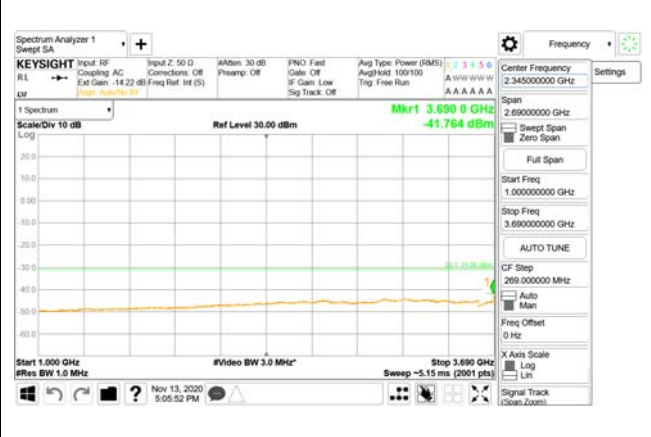 Spectrum Analyzer 1
Swept SA
Frequency
KEYSIGHT
Input: RF
Input Z: 50 Ω
#Atten: 30 dB
PNO: Fast
Avg Type: Power (RMS)
1 2 3 4 5 6
RL
Coupling: AC
Corrections: Off
Preamp: Off
Gate: Off
Avg|Hold: 100/100
A W W W W W
Ext Gain: -14.22 dB
Freq Ref: Int (S)
IF Gain: Low
Trig: Free Run
Align: Auto/No RF
Sig Track: Off
A A A A A A
Settings
1 Spectrum
Mkr1 3.690 0 GHz
Scale/Div 10 dB
Ref Level 30.00 dBm
-41.764 dBm
Log
20.0
10.0
0.00
-10.0
-20.0
-30.0
-40.0
-50.0
-60.0
1
Start 1.000 GHz
#Video BW 3.0 MHz*
Stop 3.690 GHz
#Res BW 1.0 MHz
Sweep ~5.15 ms (2001 pts)
Center Frequency
2.345000000 GHz
Span
2.69000000 GHz
Swept Span
Zero Span
Full Span
Start Freq
1.000000000 GHz
Stop Freq
3.690000000 GHz
AUTO TUNE
CF Step
269.000000 MHz
Auto
Man
Freq Offset
0 Hz
X Axis Scale
Log
Lin
Signal Track
(Span Zoom)
?
Nov 13, 2020
5:05:52 PM